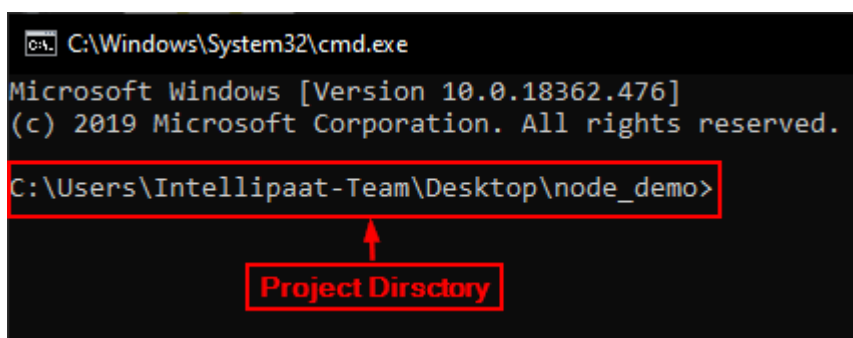 C:\Windows\System32\cmd.exe
Microsoft Windows [Version 10.0.18362.476]
(c) 2019 Microsoft Corporation. All rights reserved.
C:\Users\Intellipaat-Team\Desktop\node_demo>
Project Dirsctory